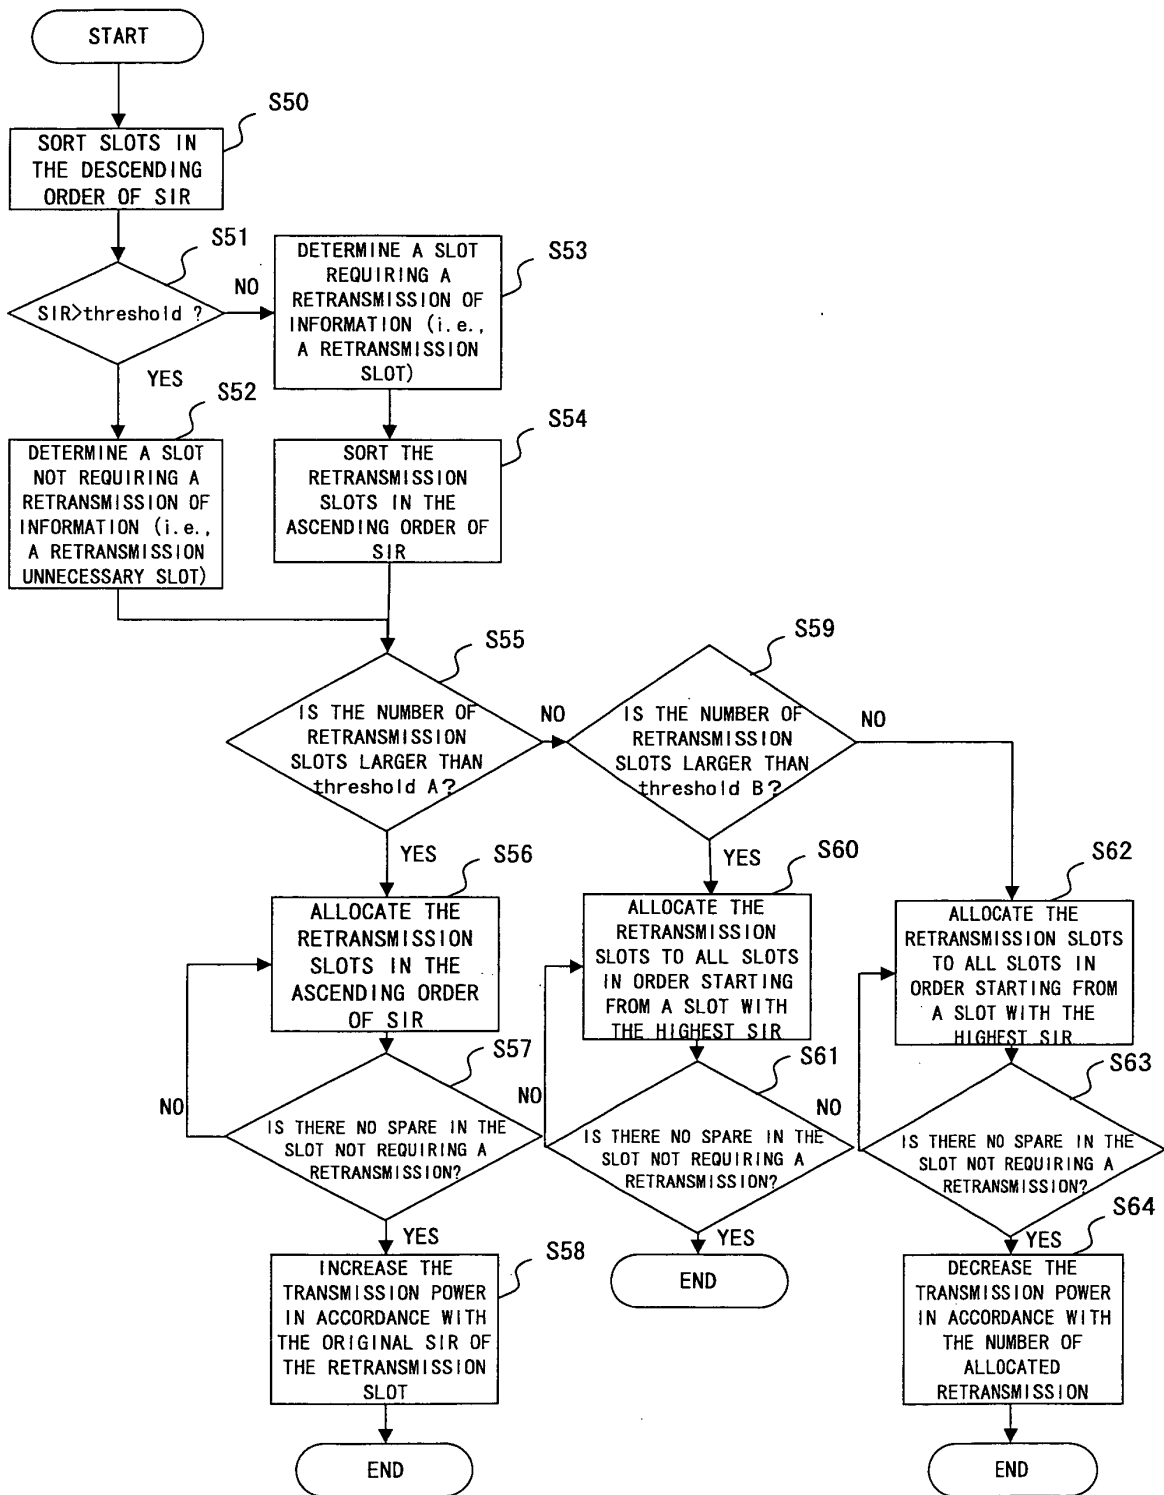 START
S50
SORT SLOTS IN
THE DESCENDING
ORDER OF SIR
S51
SIR>threshold ?
NO
YES
S53
DETERMINE A SLOT
REQUIRING A
RETRANSMISSION OF
INFORMATION (i.e.,
A RETRANSMISSION
SLOT)
S52
DETERMINE A SLOT
NOT REQUIRING A
RETRANSMISSION OF
INFORMATION (i.e.,
A RETRANSMISSION
UNNECESSARY SLOT)
S54
SORT THE
RETRANSMISSION
SLOTS IN THE
ASCENDING ORDER OF
SIR
S55
IS THE NUMBER OF
RETRANSMISSION
SLOTS LARGER THAN
threshold A?
NO
YES
S59
IS THE NUMBER OF
RETRANSMISSION
SLOTS LARGER THAN
threshold B?
NO
YES
S56
ALLOCATE THE
RETRANSMISSION
SLOTS IN THE
ASCENDING ORDER
OF SIR
S60
ALLOCATE THE
RETRANSMISSION
SLOTS TO ALL SLOTS
IN ORDER STARTING
FROM A SLOT WITH
THE HIGHEST SIR
S62
ALLOCATE THE
RETRANSMISSION SLOTS
TO ALL SLOTS IN
ORDER STARTING FROM
A SLOT WITH THE
HIGHEST SIR
S57
NO
IS THERE NO SPARE IN THE
SLOT NOT REQUIRING A
RETRANSMISSION?
YES
S61
NO
IS THERE NO SPARE IN THE
SLOT NOT REQUIRING A
RETRANSMISSION?
YES
S63
NO
IS THERE NO SPARE IN THE
SLOT NOT REQUIRING A
RETRANSMISSION?
YES
S58
INCREASE THE
TRANSMISSION POWER
IN ACCORDANCE WITH
THE ORIGINAL SIR OF
THE RETRANSMISSION
SLOT
END
END
S64
DECREASE THE
TRANSMISSION POWER
IN ACCORDANCE WITH
THE NUMBER OF
ALLOCATED
RETRANSMISSION
END